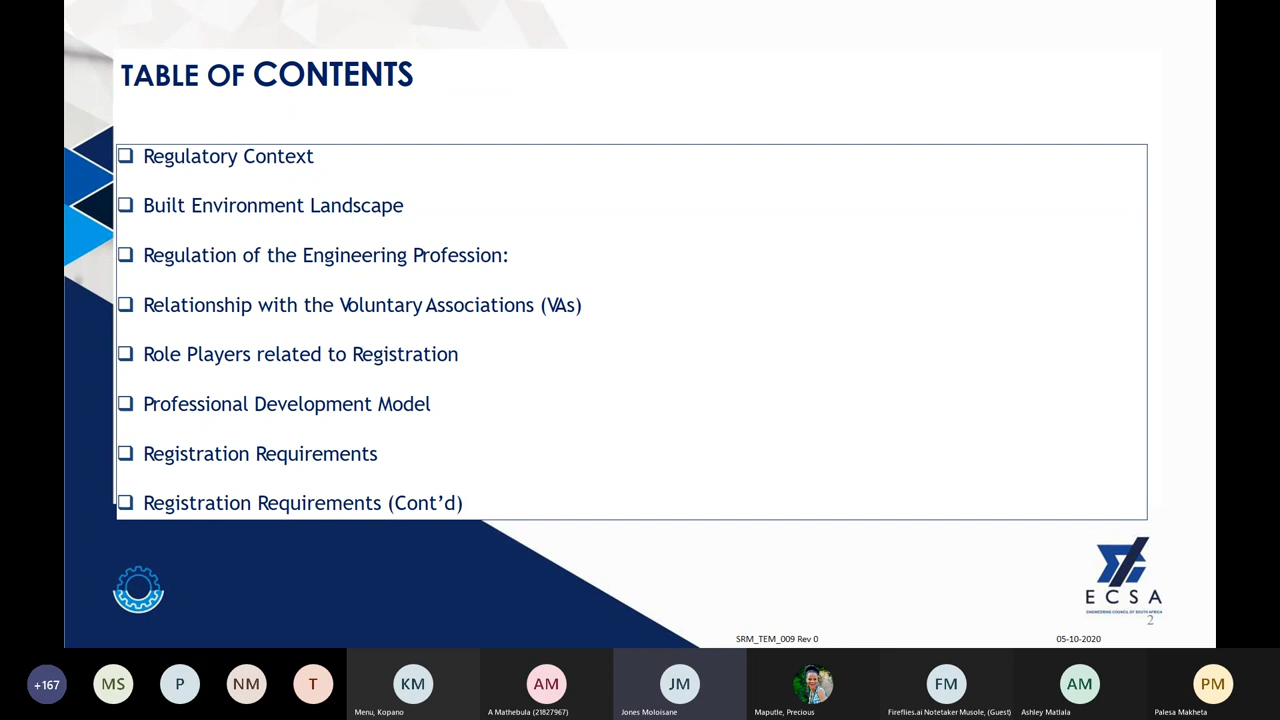 TABLE OF CONTENTS
❑ Regulatory Context
❑ Built Environment Landscape
❑ Regulation of the Engineering Profession:
❑ Relationship with the Voluntary Associations (VAs)
❑ Role Players related to Registration
❑ Professional Development Model
❑ Registration Requirements
❑ Registration Requirements (Cont’d)
ECSA
ENGINEERING COUNCIL OF SOUTH AFRICA
2
SRM_TEM_009 Rev 0
05-10-2020
+167
MS
P
NM
T
KM
AM
JM
FM
AM
PM
Menu, Kopano
A Mathebula (21827967)
Jones Moloisane
Maputle, Precious
Fireflies.ai Notetaker Musole, (Guest)
Ashley Matlala
Palesa Makheta